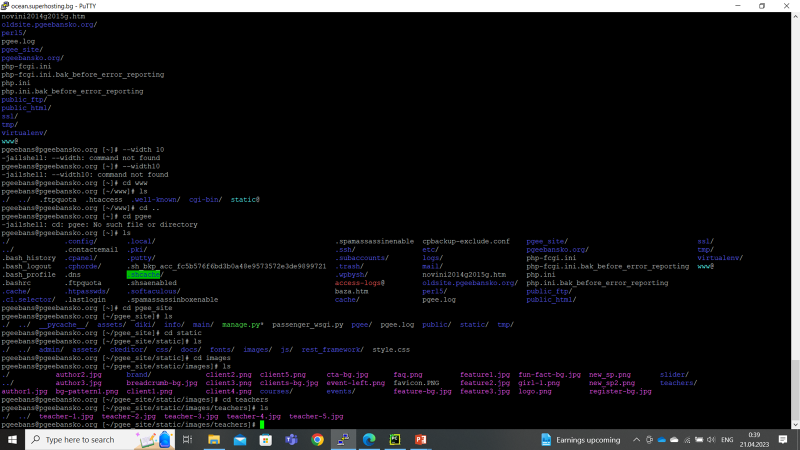 ocean.superhosting.bg - PuTTY
novini2014g2015g.htm
oldsite.pgeebansko.org/
perl5/
pgee.log
pgee_site/
pgeebansko.org/
php-fcgi.ini
php-fcgi.ini.bak_before_error_reporting
php.ini
php.ini.bak_before_error_reporting
public_ftp/
public_html/
ssl/
tmp/
virtualenv/
www@
pgeebans@pgeebansko.org [~]# --width 10
-jailshell: --width: command not found
pgeebans@pgeebansko.org [~]# --width10
-jailshell: --width10: command not found
pgeebans@pgeebansko.org [~]# cd www
pgeebans@pgeebansko.org [~/www]# ls
./ ../ .ftpquota .htaccess .well-known/ cgi-bin/ static@
pgeebans@pgeebansko.org [~/www]# cd ..
pgeebans@pgeebansko.org [~]# cd pgee
-jailshell: cd: pgee: No such file or directory
pgeebans@pgeebansko.org [~]# ls
./ .config/ .local/ .spamassassinenable cpbackup-exclude.conf pgee_site/ ssl/
../ .contactemail .pki/ .ssh/ etc/ pgeebansko.org/ tmp/
.bash_history .cpanel/ .putty/ .subaccounts/ logs/ php-fcgi.ini virtualenv/
.bash_logout .cphorde/ .sh_bkp_acc_fc5b576f6bd3b0a48e9573572e3de9899721 .trash/ mail/ php-fcgi.ini.bak_before_error_reporting www@
.bash_profile .dns .shcache/ .wpbysh/ novini2014g2015g.htm php.ini
.bashrc .ftpquota .shsaenabled access-logs@ oldsite.pgeebansko.org/ php.ini.bak_before_error_reporting
.cache/ .htpasswds/ .softaculous/ baza.htm perl5/ public_ftp/
.cl.selector/ .lastlogin .spamassassinboxenable cache/ pgee.log public_html/
pgeebans@pgeebansko.org [~]# cd pgee_site
pgeebans@pgeebansko.org [~/pgee_site]# ls
./ ../ __pycache__/ assets/ diki/ info/ main/ manage.py* passenger_wsgi.py pgee/ pgee.log public/ static/ tmp/
pgeebans@pgeebansko.org [~/pgee_site]# cd static
pgeebans@pgeebansko.org [~/pgee_site/static]# ls
./ ../ admin/ assets/ ckeditor/ css/ docs/ fonts/ images/ js/ rest_framework/ style.css
pgeebans@pgeebansko.org [~/pgee_site/static]# cd images
pgeebans@pgeebansko.org [~/pgee_site/static/images]# ls
./ author2.jpg brand/ client2.png client5.png cta-bg.jpg faq.png feature1.jpg fun-fact-bg.jpg new_sp.png slider/
../ author3.jpg breadcrumb-bg.jpg client3.png clients-bg.jpg event-left.png favicon.PNG feature2.jpg girl-1.png new_sp2.png teachers/
author1.jpg bg-pattern1.png client1.png client4.png courses/ events/ feature-bg.jpg feature3.jpg logo.png register-bg.jpg
pgeebans@pgeebansko.org [~/pgee_site/static/images]# cd teachers
pgeebans@pgeebansko.org [~/pgee_site/static/images/teachers]# ls
./ ../ teacher-1.jpg teacher-2.jpg teacher-3.jpg teacher-4.jpg teacher-5.jpg
pgeebans@pgeebansko.org [~/pgee_site/static/images/teachers]#
Type here to search
Earnings upcoming
ENG
0:39
21.04.2023